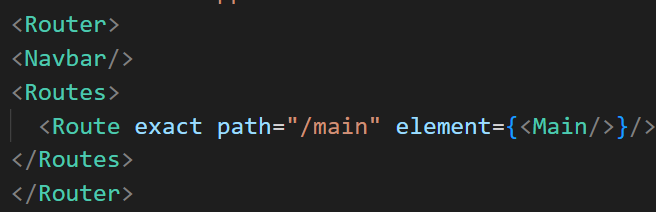 <Router>
<Navbar/>
<Routes>
  <Route exact path="/main" element={<Main/>}/>
</Routes>
</Router>